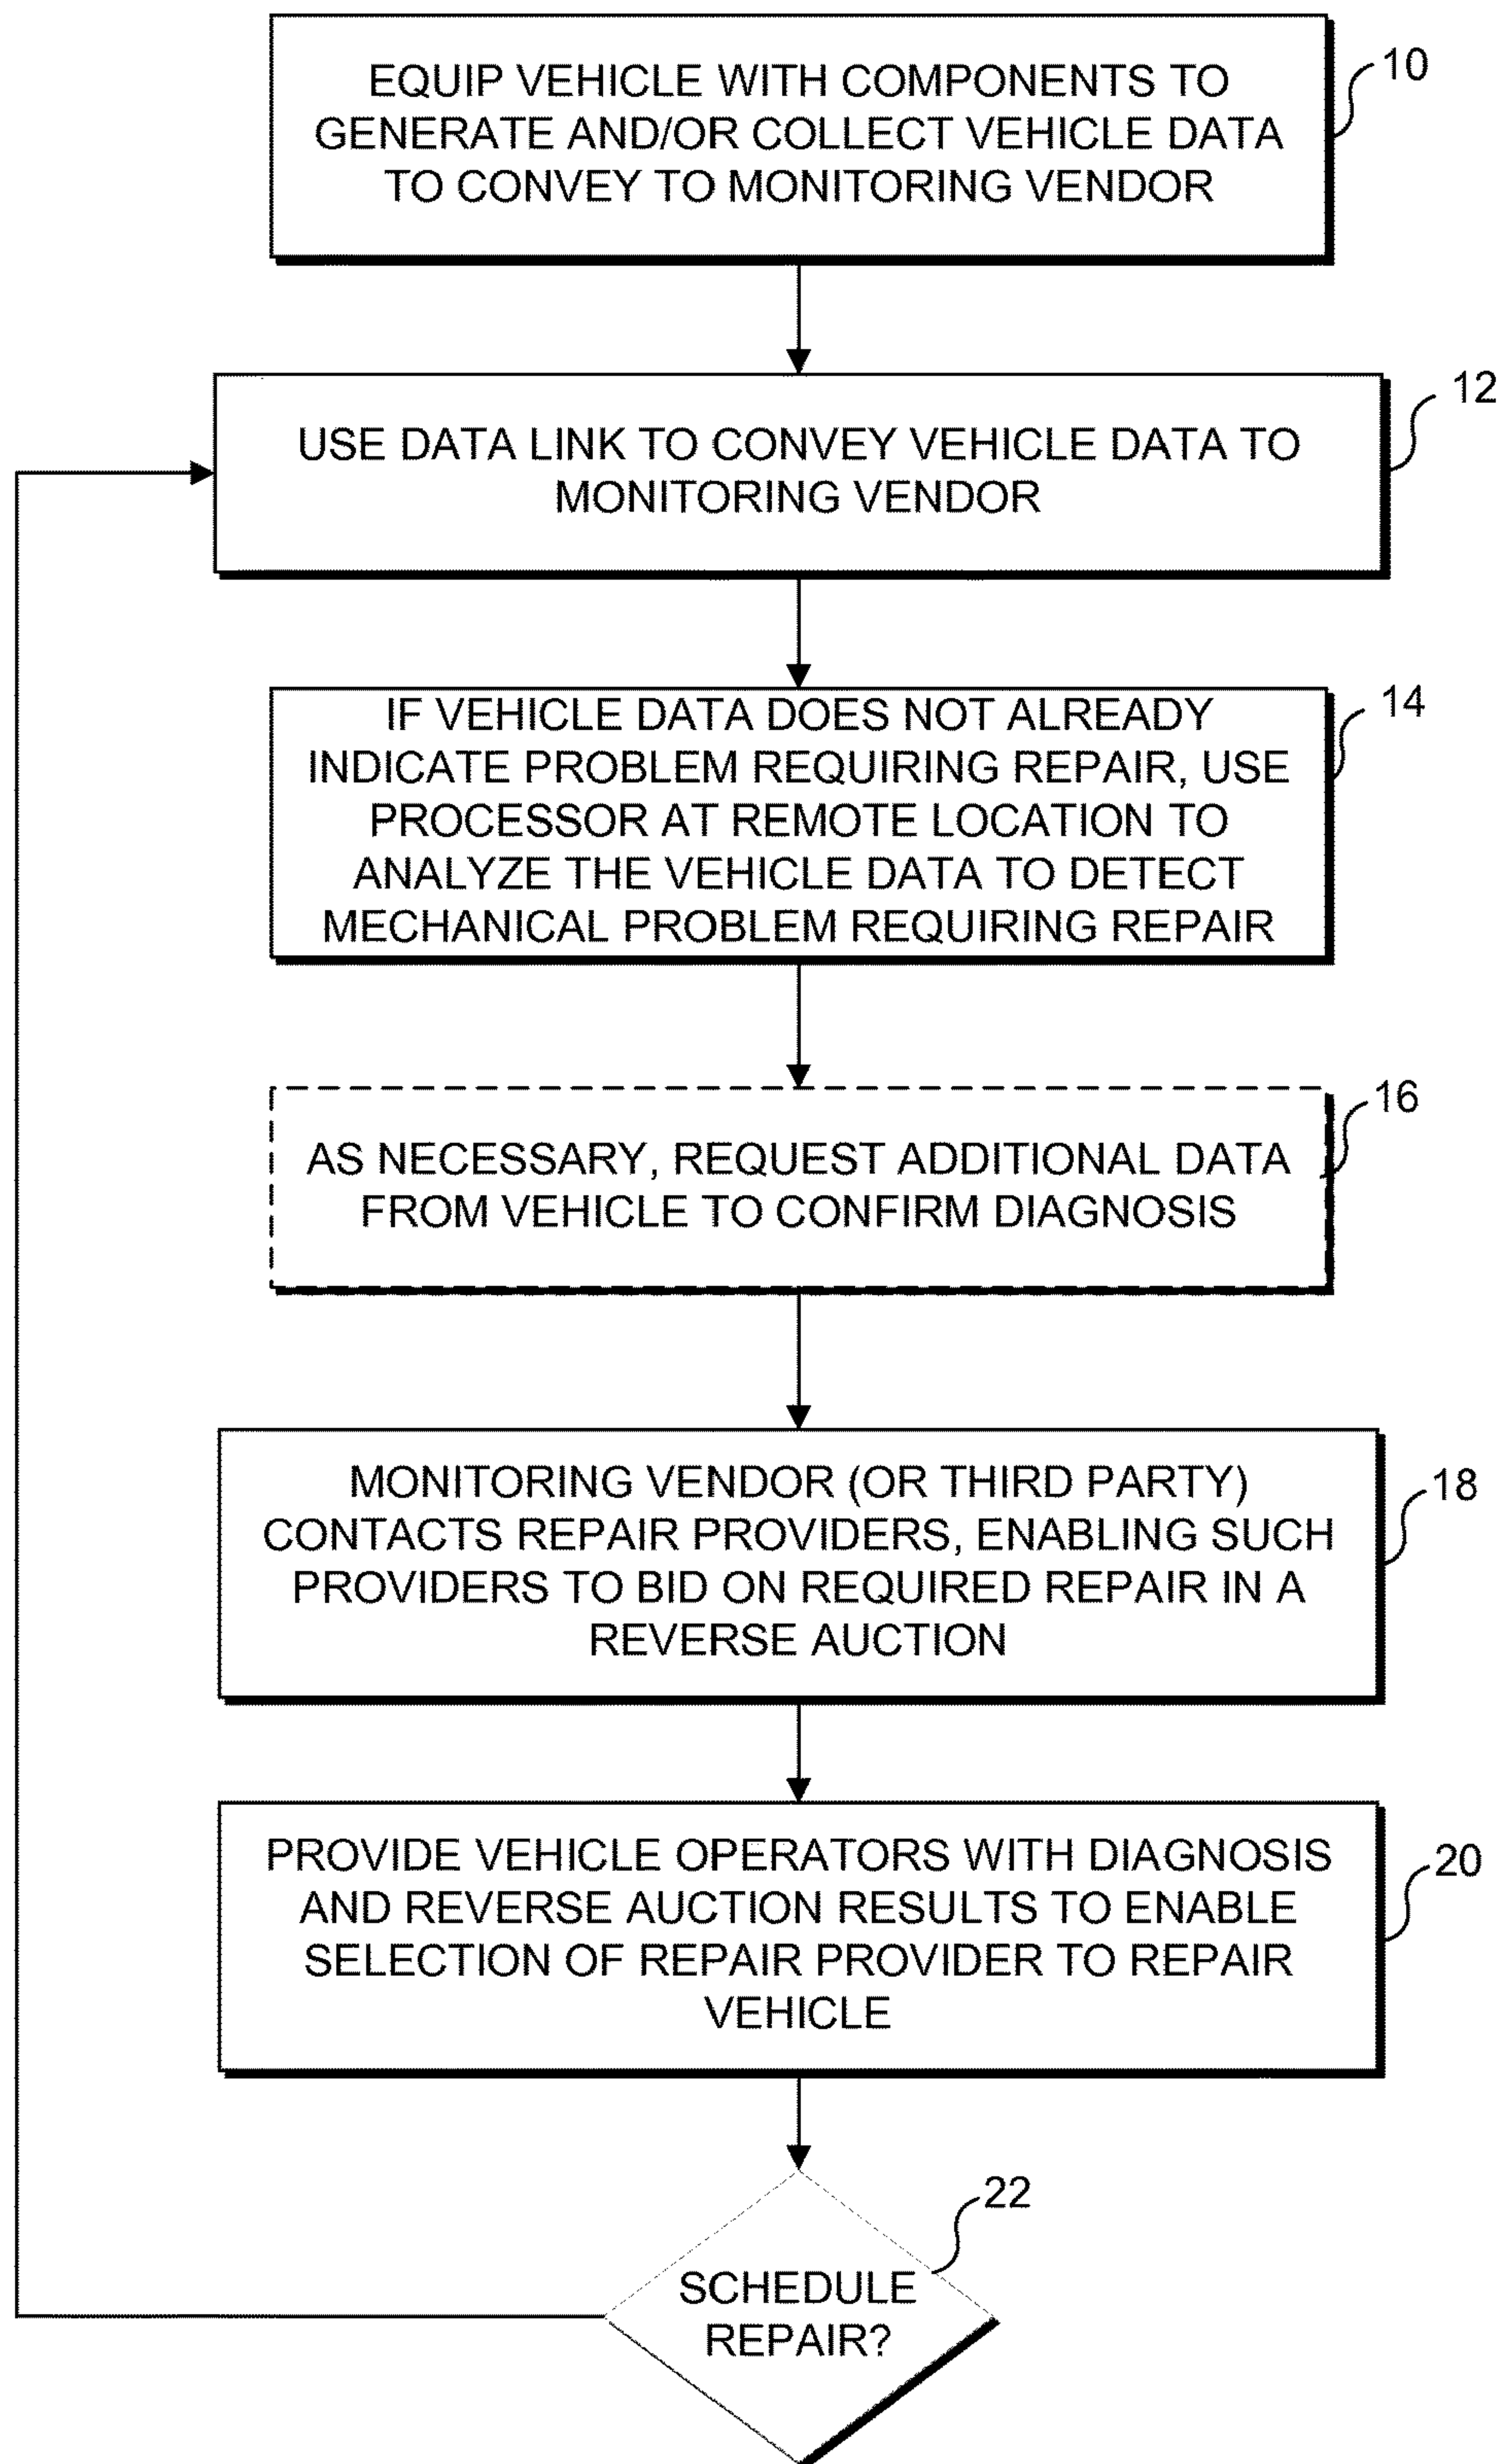 EQUIP VEHICLE WITH COMPONENTS TO
GENERATE AND/OR COLLECT VEHICLE DATA
TO CONVEY TO MONITORING VENDOR
10
USE DATA LINK TO CONVEY VEHICLE DATA TO
MONITORING VENDOR
12
IF VEHICLE DATA DOES NOT ALREADY
INDICATE PROBLEM REQUIRING REPAIR, USE
PROCESSOR AT REMOTE LOCATION TO
ANALYZE THE VEHICLE DATA TO DETECT
MECHANICAL PROBLEM REQUIRING REPAIR
14
AS NECESSARY, REQUEST ADDITIONAL DATA
FROM VEHICLE TO CONFIRM DIAGNOSIS
16
MONITORING VENDOR (OR THIRD PARTY)
CONTACTS REPAIR PROVIDERS, ENABLING SUCH
PROVIDERS TO BID ON REQUIRED REPAIR IN A
REVERSE AUCTION
18
PROVIDE VEHICLE OPERATORS WITH DIAGNOSIS
AND REVERSE AUCTION RESULTS TO ENABLE
SELECTION OF REPAIR PROVIDER TO REPAIR
VEHICLE
20
SCHEDULE
REPAIR?
22